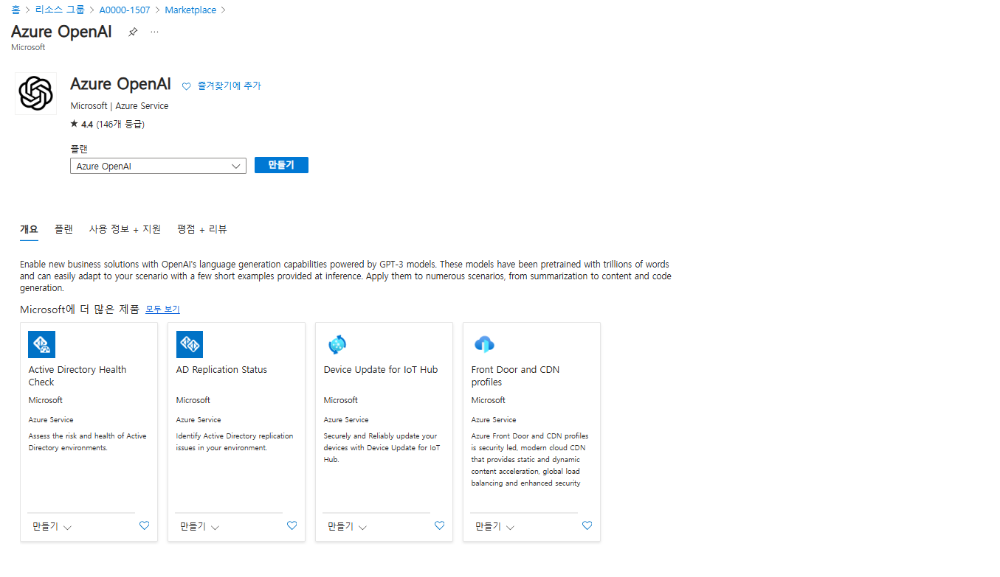 홈 > 리소스 그룹 > A0000-1507 > Marketplace >
Azure OpenAI ...
Microsoft
Azure OpenAI 즐겨찾기에 추가
Microsoft | Azure Service
★ 4.4 (146개 등급)
플랜
Azure OpenAI 만들기
개요 플랜 사용 정보 + 지원 평점 + 리뷰
Enable new business solutions with OpenAI's language generation capabilities powered by GPT-3 models. These models have been pretrained with trillions of words
and can easily adapt to your scenario with a few short examples provided at inference. Apply them to numerous scenarios, from summarization to content and code
generation.
Microsoft에 더 많은 제품 모두 보기
Active Directory Health
Check
Microsoft
Azure Service
Assess the risk and health of Active
Directory environments.
만들기
AD Replication Status
Microsoft
Azure Service
Identify Active Directory replication
issues in your environment.
만들기
Device Update for IoT Hub
Microsoft
Azure Service
Securely and Reliably update your
devices with Device Update for IoT
Hub.
만들기
Front Door and CDN
profiles
Microsoft
Azure Service
Azure Front Door and CDN profiles
is security led, modern cloud CDN
that provides static and dynamic
content acceleration, global load
balancing and enhanced security
만들기